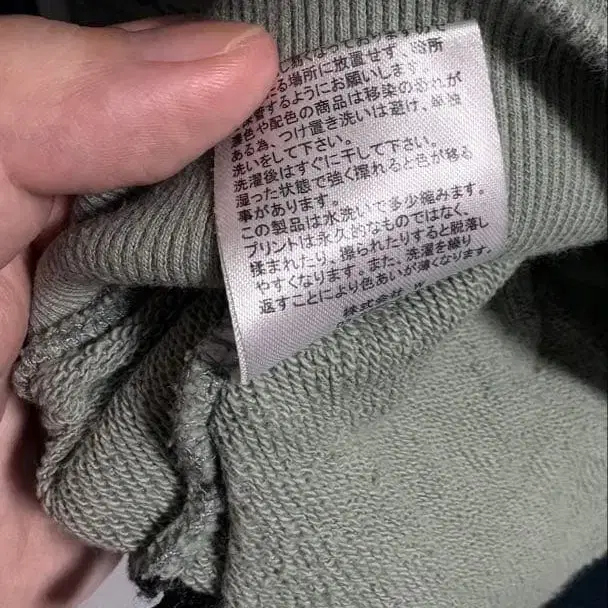 る場所に放置せず、暗所
保管するようにお願いします。
濃色や配色の商品は移染の恐れが
ある為、つけ置き洗いは避け、単独
洗いをして下さい。
洗濯後はすぐに干して下さい。
湿った状態で強く擦れると色が移る
事があります。
この製品は水洗いで多少縮みます。
プリントは永久的なものではなく、
揉まれたり、擦られたりすると脱落し
やすくなります。また、洗濯を繰り
返すことにより色あいが薄くなります。
株式会社